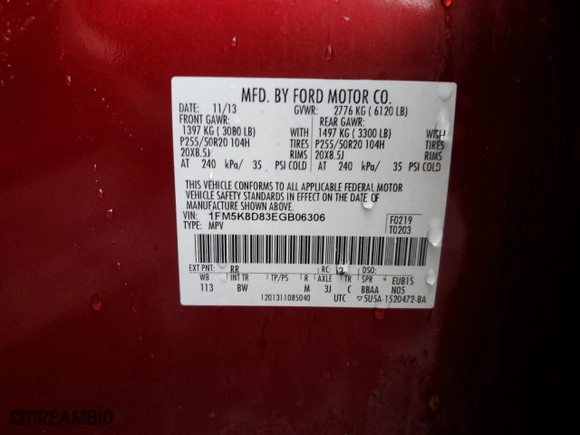 MFD. BY FORD MOTOR CO.
DATE: 11/13 GVWR: 2776 KG ( 6120 LB)
FRONT GAWR: REAR GAWR:
1397 KG ( 3080 LB) WITH 1497 KG ( 3300 LB) WITH
P255/50R20 104H TIRES P255/50R20 104H TIRES
20X8.5J RIMS 20X8.5J RIMS
AT 240 kPa/ 35 PSI COLD AT 240 kPa/ 35 PSI COLD
THIS VEHICLE CONFORMS TO ALL APPLICABLE FEDERAL MOTOR
VEHICLE SAFETY STANDARDS IN EFFECT ON THE DATE OF
MANUFACTURE SHOWN ABOVE.
VIN: 1FM5K8D83EGB06306 F0219
TYPE: MPV T0203
EXT PNT: RR RC: 12 DSO:
WB INT TR TP/PS R AXLE TR SPR EUB15
113 BW M 3J C BBAA N05
1201311085040 UTC ▽5U5A-1520472-BA
DREAMBID